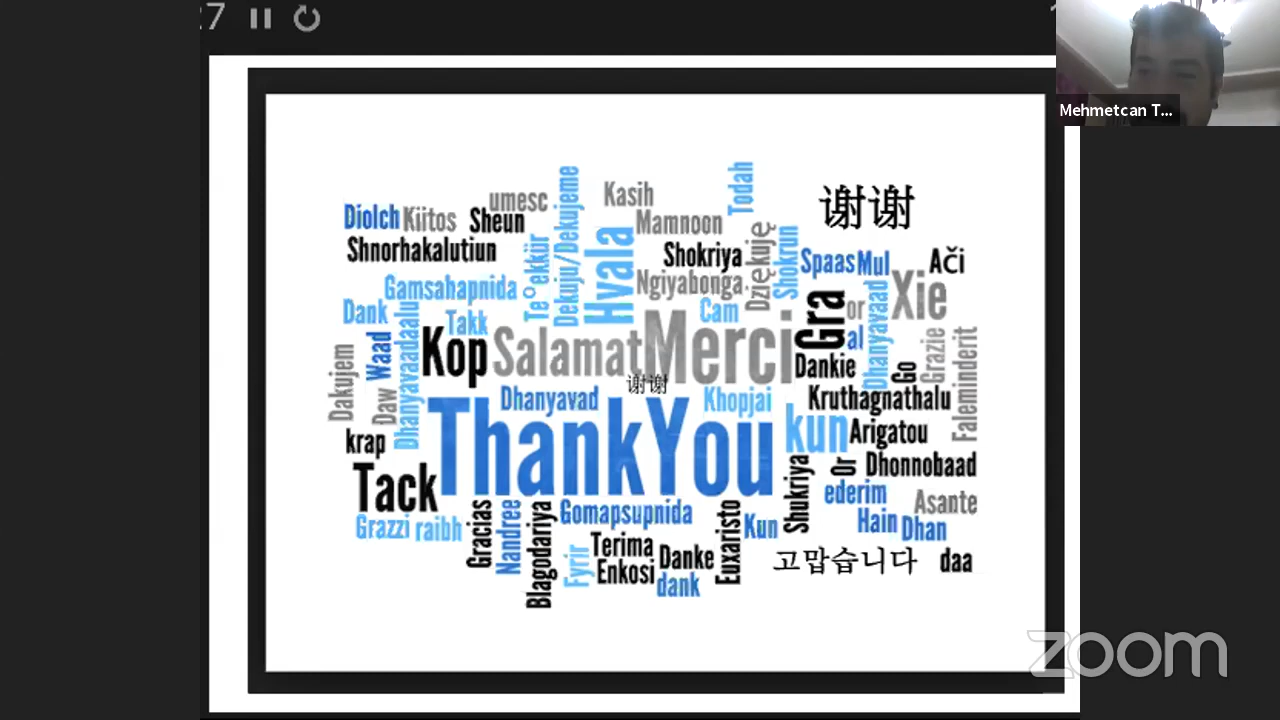 :27
Mehmetcan T...
Todah
Kasih
umesc
Dekuju/Dekujeme
谢谢
Diolch
Kiitos
Sheun
Mamnoon
Shnorhakalutiun
Te°ekkür
Hvala
Shokriya
Dziękuję
Shokrun
Spaas
Mul
Ači
Gamsahapnida
Ngiyabonga
Xie
Dank
Takk
Cam
Gra
or
al
Dhanyavaad
Waad
Dhanyavaadaalu
Kop
Salamat
Merci
Dankie
Go
Grazie
Faleminderit
Dakujem
Daw
谢谢
Dhanyavad
Khopjai
Kruthagnathalu
krap
ThankYou
kun
Arigatou
Tack
Shukriya
Or
Dhonnobaad
ederim
Asante
Grazzi
raibh
Gracias
Nandree
Blagodariya
Gomapsupnida
Euxaristo
Kun
Hain
Dhan
Fyrir
Terima
Danke
Enkosi
dank
고맙습니다
daa
zoom